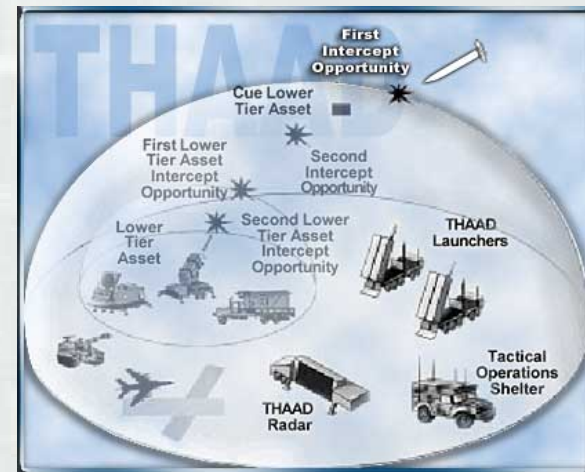 THAAD
First
Intercept
Opportunity
Cue Lower
Tier Asset
First Lower
Tier Asset
Intercept
Opportunity
Second
Intercept
Opportunity
Lower
Tier
Asset
Second Lower
Tier Asset
Intercept
Opportunity
THAAD
Launchers
THAAD
Radar
Tactical
Operations
Shelter